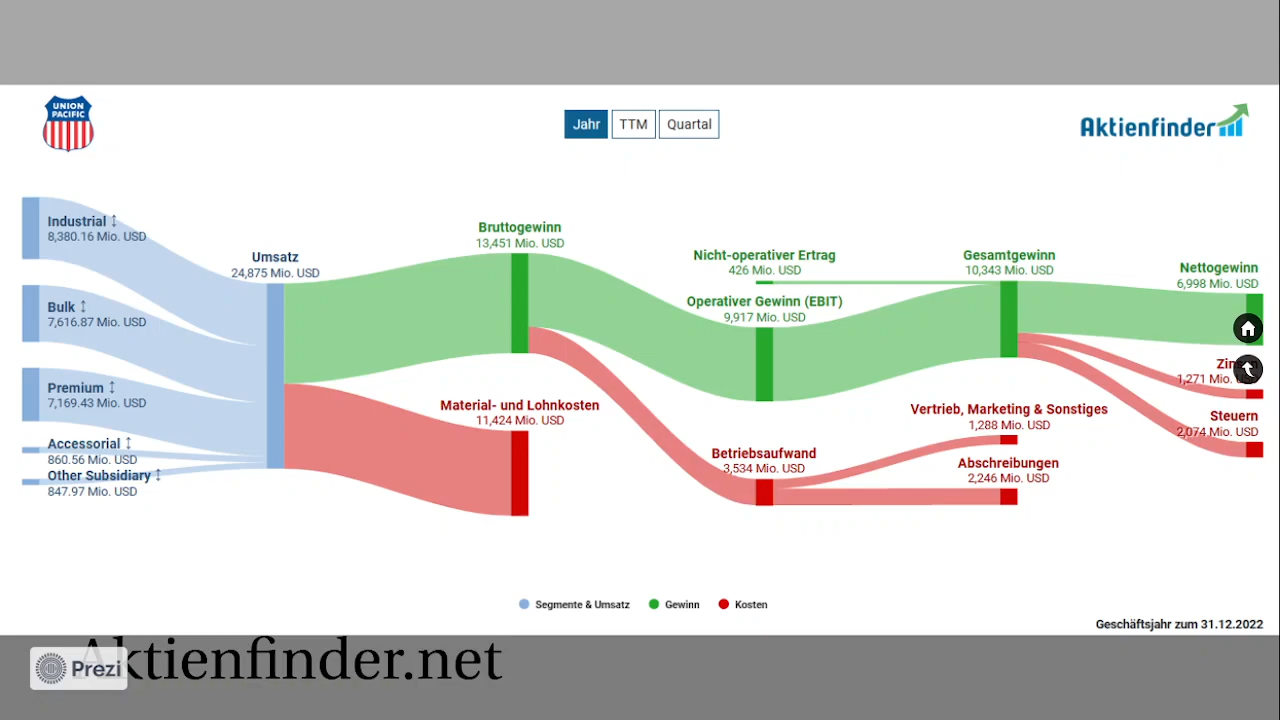 UNION
PACIFIC
Jahr
TTM
Quartal
Aktienfinder
Industrial ↕
8,380.16 Mio. USD
Bulk ↕
7,616.87 Mio. USD
Premium ↕
7,169.43 Mio. USD
Accessorial ↕
860.56 Mio. USD
Other Subsidiary ↕
847.97 Mio. USD
Umsatz
24,875 Mio. USD
Bruttogewinn
13,451 Mio. USD
Material- und Lohnkosten
11,424 Mio. USD
Nicht-operativer Ertrag
426 Mio. USD
Operativer Gewinn (EBIT)
9,917 Mio. USD
Betriebsaufwand
3,534 Mio. USD
Gesamtgewinn
10,343 Mio. USD
Vertrieb, Marketing & Sonstiges
1,288 Mio. USD
Abschreibungen
2,246 Mio. USD
Nettogewinn
6,998 Mio. USD
Zinsen
1,271 Mio. USD
Steuern
2,074 Mio. USD
Segmente & Umsatz
Gewinn
Kosten
Geschäftsjahr zum 31.12.2022
Aktienfinder.net
Prezi